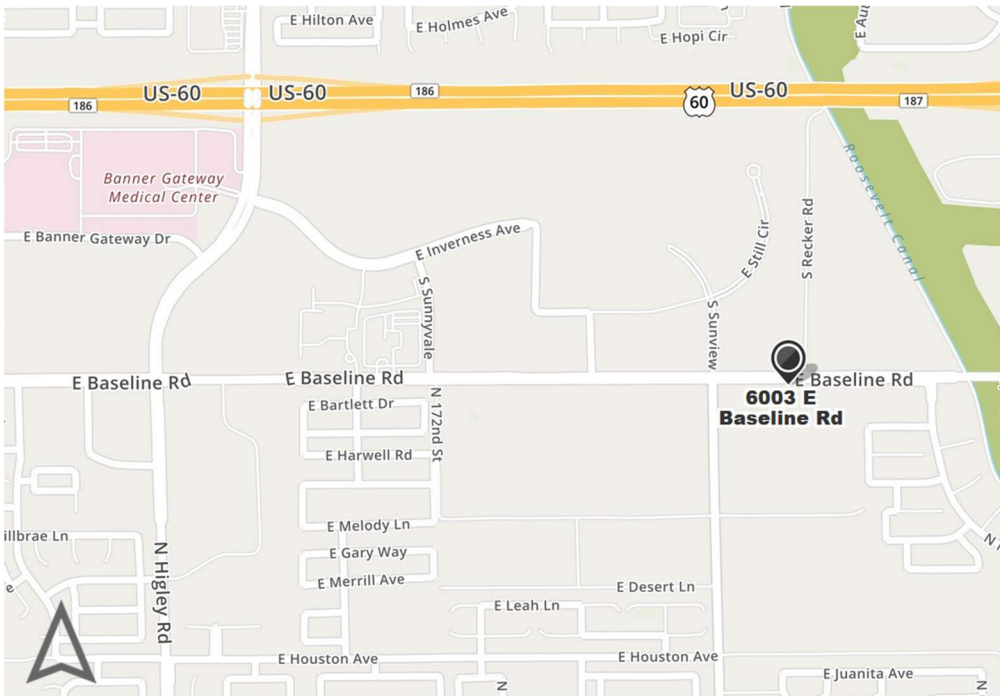 E Hilton Ave
E Holmes Ave
E Hopi Cir
US-60
US-60
186
186
60
US-60
187
Banner Gateway
Medical Center
Roosevelt Canal
E Banner Gateway Dr
E Inverness Ave
E Still Cir
S Recker Rd
S Sunnyvale
S Sunview
E Baseline Rd
E Baseline Rd
E Baseline Rd
6003 E
Baseline Rd
E Bartlett Dr
N 172nd St
E Harwell Rd
E Melody Ln
illbrae Ln
E Gary Way
N Higley Rd
E Merrill Ave
E Desert Ln
E Leah Ln
E Houston Ave
E Houston Ave
E Juanita Ave
N
N